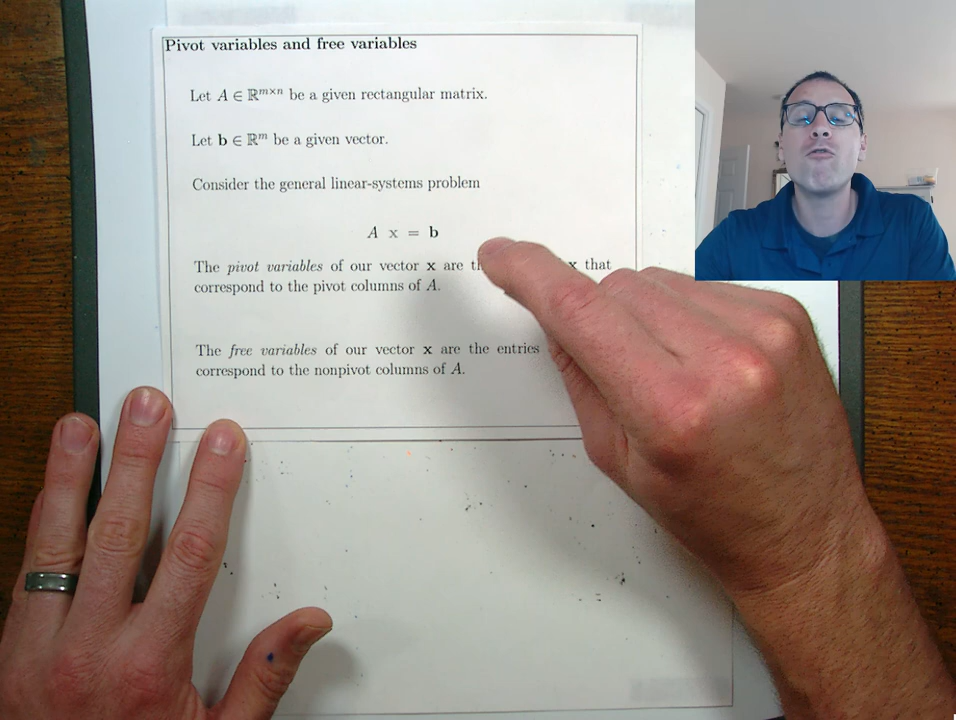 Pivot variables and free variables
Let A ∈ ℝᵐˣⁿ be a given rectangular matrix.
Let b ∈ ℝᵐ be a given vector.
Consider the general linear-systems problem
A x = b
The pivot variables of our vector x are x that
correspond to the pivot columns of A.
The free variables of our vector x are the entries
correspond to the nonpivot columns of A.